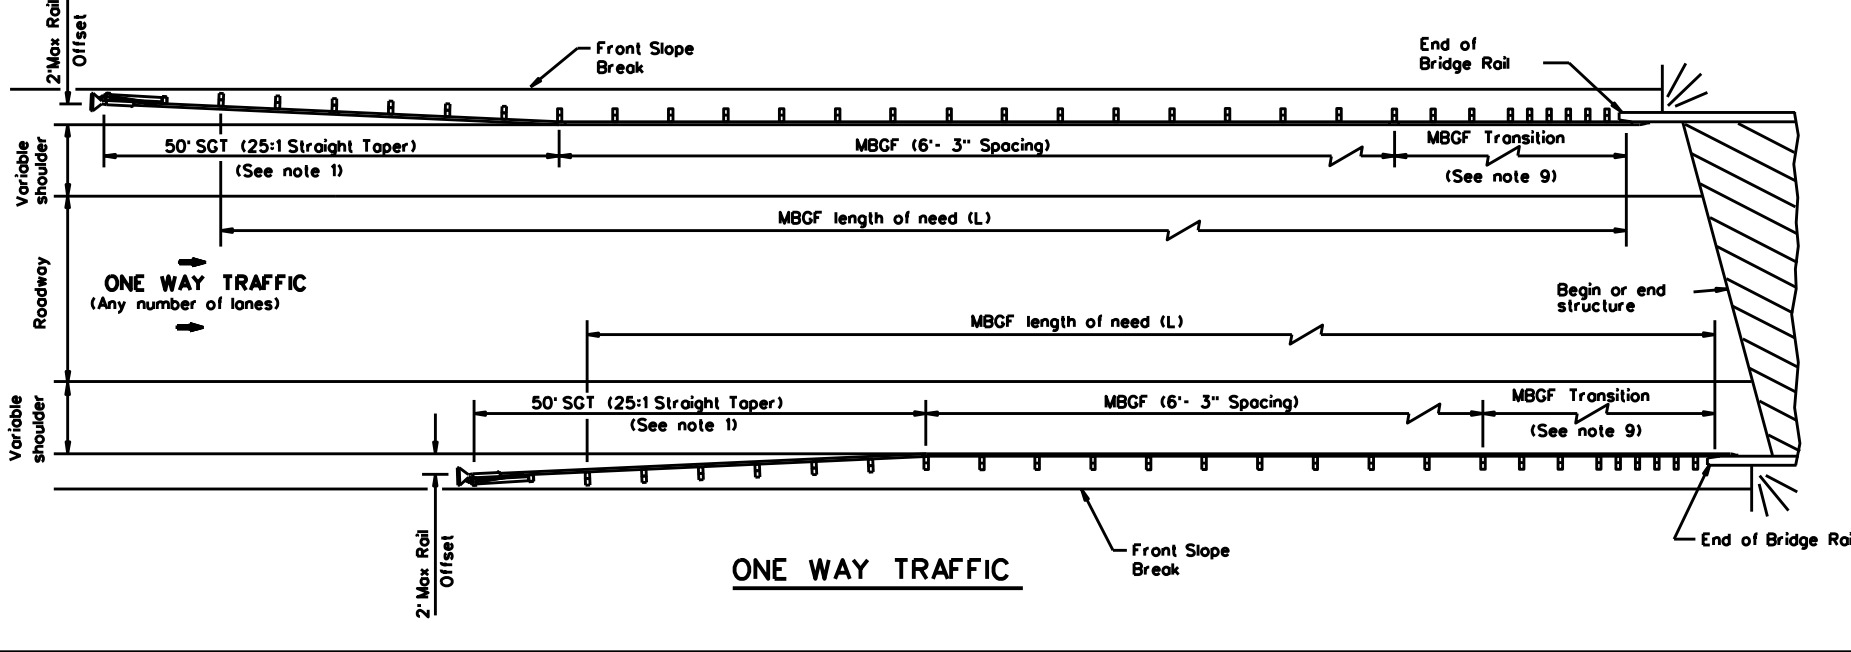 2'Max Rail
Offset
Front Slope
Break
End of
Bridge Rail
Variable
shoulder
50' SGT (25:1 Straight Taper)
(See note 1)
MBGF (6'- 3" Spacing)
MBGF Transition
(See note 9)
MBGF length of need (L)
Roadway
ONE WAY TRAFFIC
(Any number of lanes)
Begin or end
structure
MBGF length of need (L)
Variable
shoulder
50' SGT (25:1 Straight Taper)
(See note 1)
MBGF (6'- 3" Spacing)
MBGF Transition
(See note 9)
2' Max Rail
Offset
Front Slope
Break
End of Bridge Rai
ONE WAY TRAFFIC